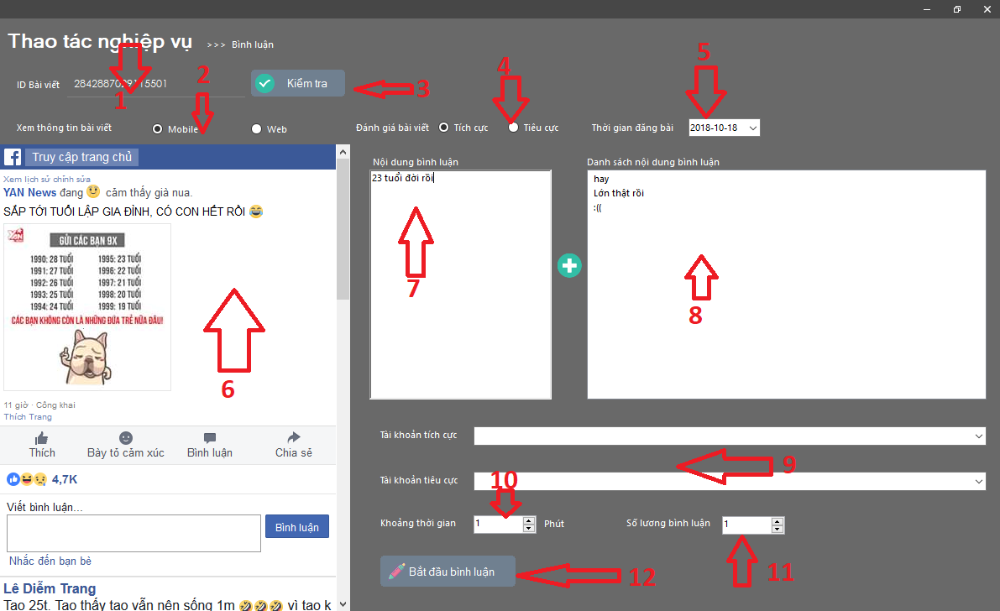 Thao tác nghiệp vụ >>> Bình luận
ID Bài viết 2842887029115501 Kiểm tra
1
2
3
4
5
Xem thông tin bài viết Mobile Web Đánh giá bài viết Tích cực Tiêu cực Thời gian đăng bài 2018-10-18
Truy cập trang chủ
Xem lịch sử chỉnh sửa
YAN News đang cảm thấy già nua.
SẮP TỚI TUỔI LẬP GIA ĐÌNH, CÓ CON HẾT RỒI
YAN
GỬI CÁC BẠN 9X
1990: 28 TUỔI 1995: 23 TUỔI
1991: 27 TUỔI 1996: 22 TUỔI
1992: 26 TUỔI 1997: 21 TUỔI
1993: 25 TUỔI 1998: 20 TUỔI
1994: 24 TUỔI 1999: 19 TUỔI
CÁC BẠN KHÔNG CÒN LÀ NHỮNG ĐỨA TRẺ NỮA ĐÂU!
6
11 giờ · Công khai
Thích Trang
Thích Bày tỏ cảm xúc Bình luận Chia sẻ
4,7K
Viết bình luận...
Bình luận
Nhắc đến bạn bè
Lê Diễm Trang
Tao 25t. Tao thấy tao vẫn nên sống 1m vì tao k
Nội dung bình luận
23 tuổi đời rồi
7
Danh sách nội dung bình luận
hay
Lớn thật rồi
:((
8
Tài khoản tích cực
9
Tài khoản tiêu cực
10
Khoảng thời gian 1 Phút Số lương bình luận 1
11
Bắt đầu bình luận 12